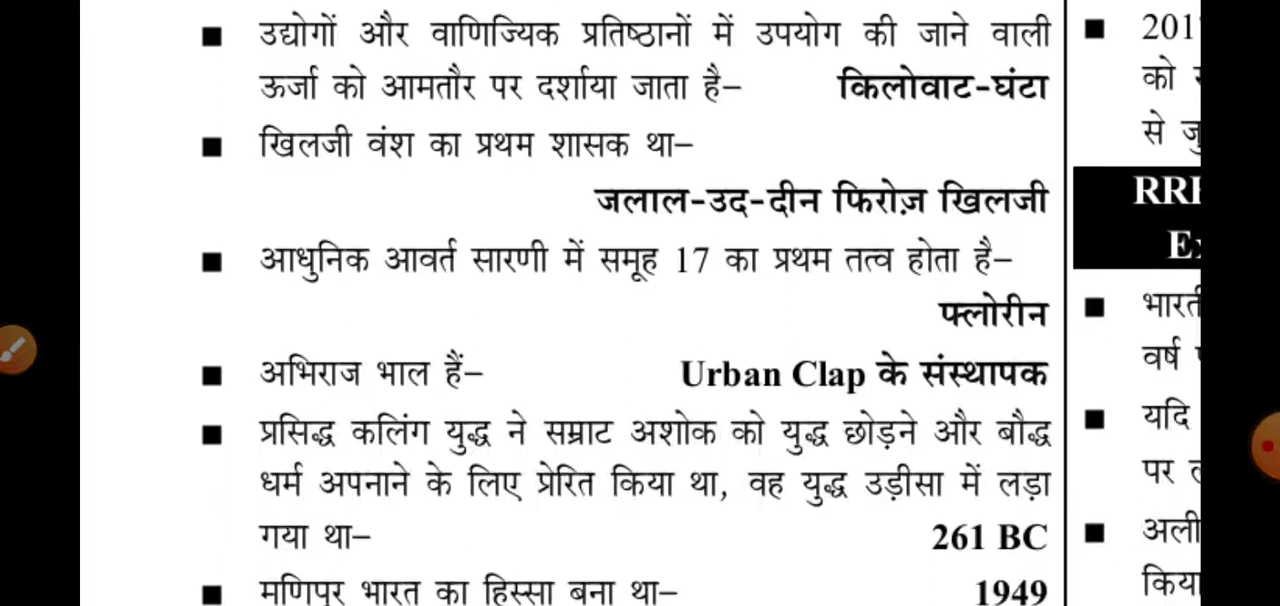 ■ उद्योगों और वाणिज्यिक प्रतिष्ठानों में उपयोग की जाने वाली
ऊर्जा को आमतौर पर दर्शाया जाता है– किलोवाट-घंटा
■ खिलजी वंश का प्रथम शासक था–
जलाल-उद-दीन फिरोज़ खिलजी
■ आधुनिक आवर्त सारणी में समूह 17 का प्रथम तत्व होता है–
फ्लोरीन
■ अभिराज भाल हैं– Urban Clap के संस्थापक
■ प्रसिद्ध कलिंग युद्ध ने सम्राट अशोक को युद्ध छोड़ने और बौद्ध
धर्म अपनाने के लिए प्रेरित किया था, वह युद्ध उड़ीसा में लड़ा
गया था– 261 BC
■ मणिपुर भारत का हिस्सा बना था– 1949
■ 201
को
से
■
वर्ष
■ यदि
पर
■